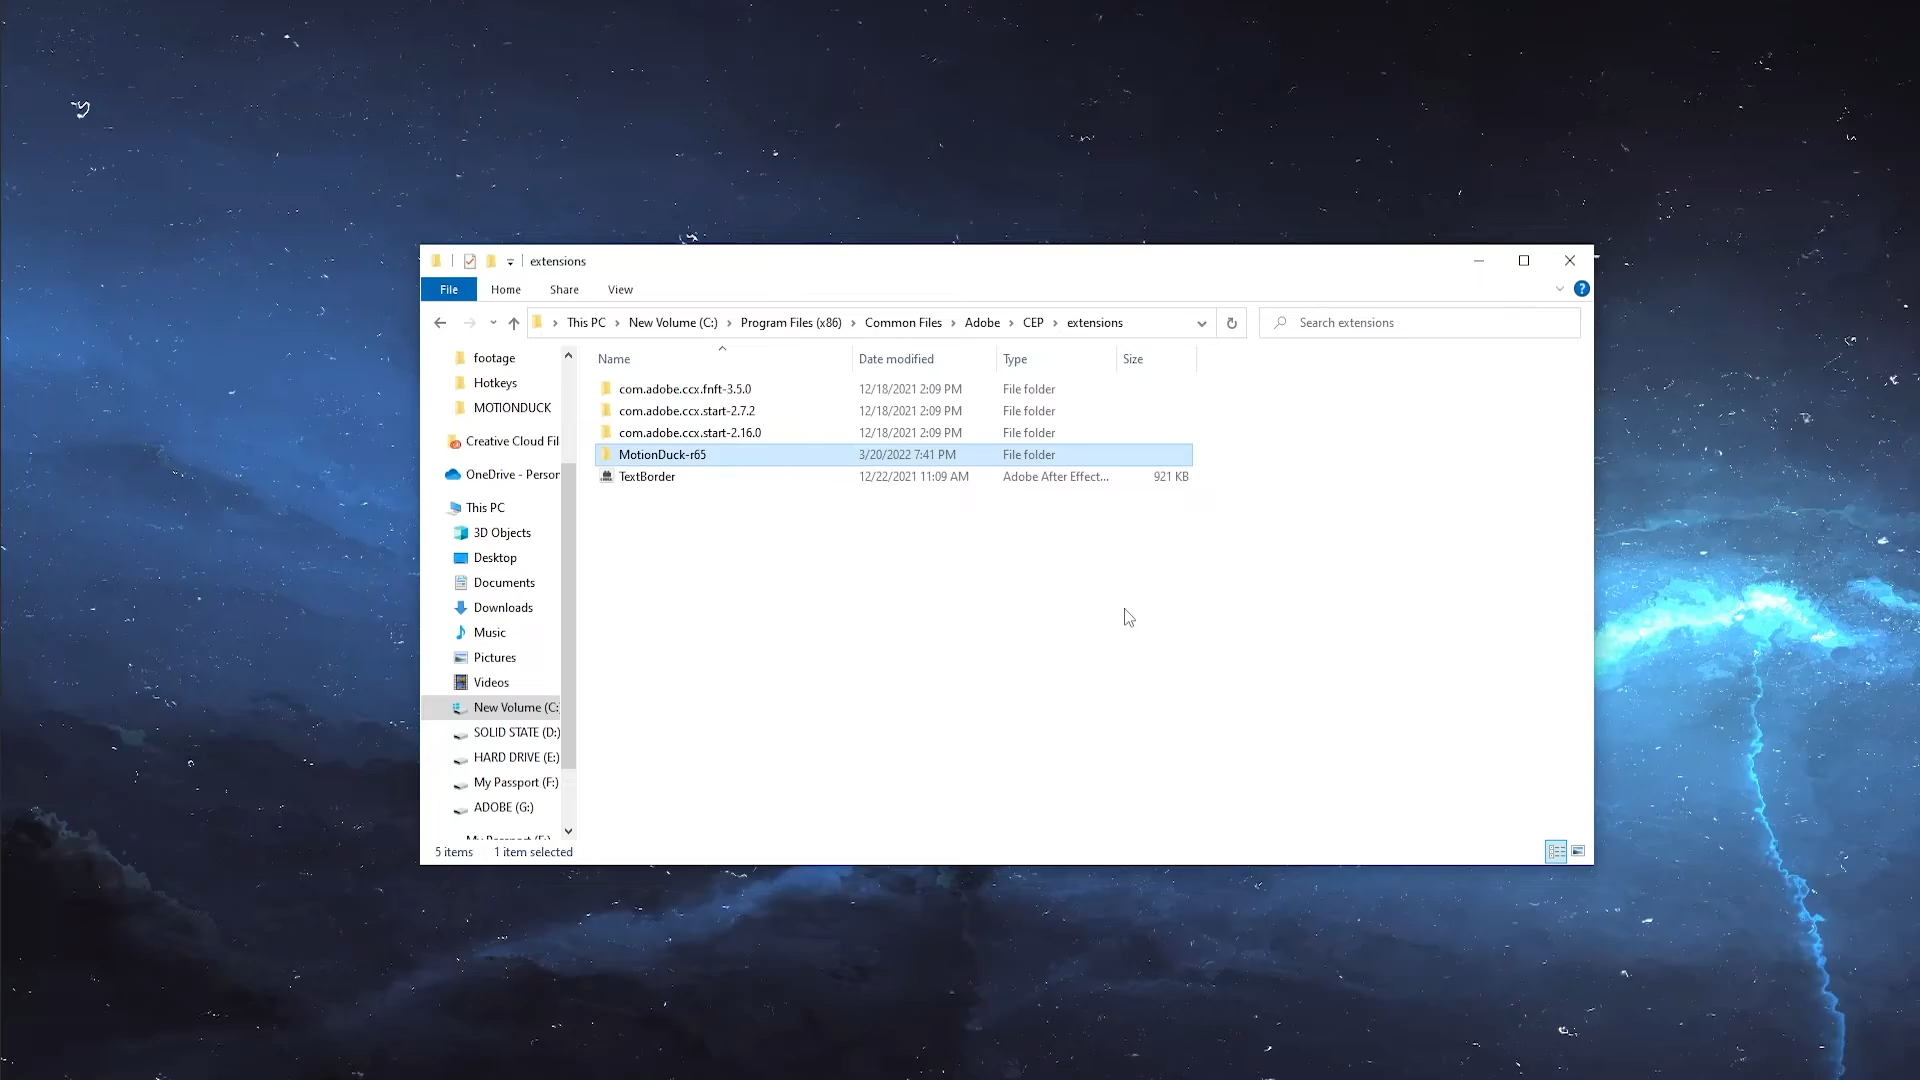 extensions
File Home Share View
This PC New Volume (C:) Program Files (x86) Common Files Adobe CEP extensions
Search extensions
footage
Hotkeys
MOTIONDUCK
Creative Cloud Fil
OneDrive - Person
This PC
3D Objects
Desktop
Documents
Downloads
Music
Pictures
Videos
New Volume (C:
SOLID STATE (D:)
HARD DRIVE (E:)
My Passport (F:)
ADOBE (G:)
Name Date modified Type Size
com.adobe.ccx.fnft-3.5.0 12/18/2021 2:09 PM File folder
com.adobe.ccx.start-2.7.2 12/18/2021 2:09 PM File folder
com.adobe.ccx.start-2.16.0 12/18/2021 2:09 PM File folder
MotionDuck-r65 3/20/2022 7:41 PM File folder
TextBorder 12/22/2021 11:09 AM Adobe After Effect... 921 KB
5 items 1 item selected